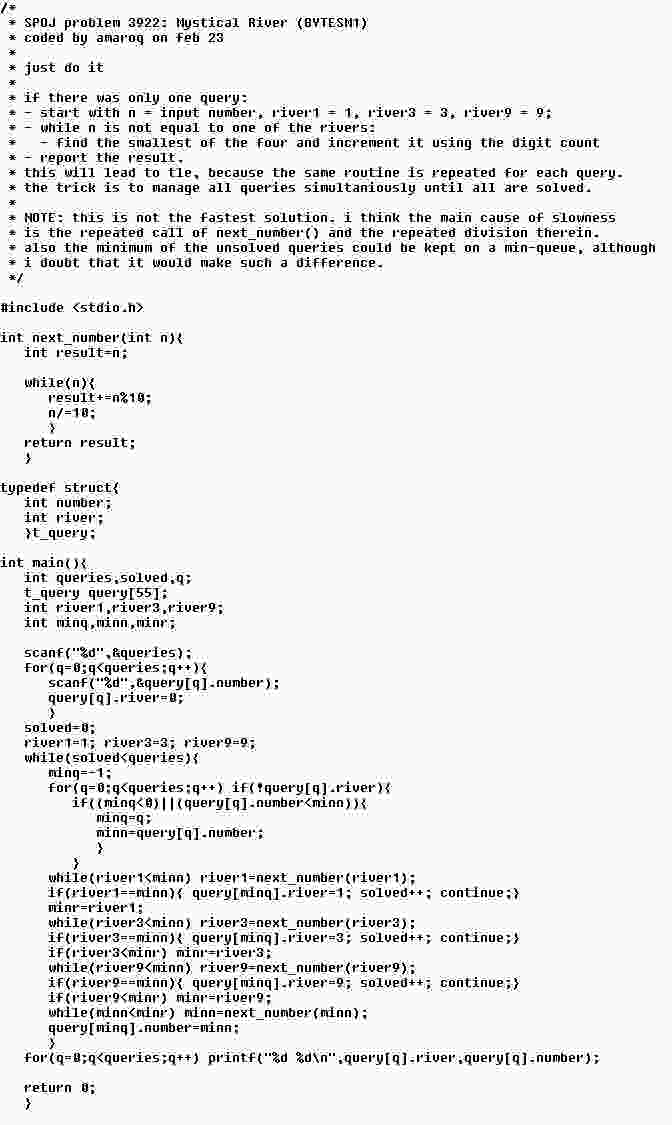 /*
 * SPOJ problem 3922: Mystical River (BYTESM1)
 * coded by amaroq on feb 23
 *
 * just do it
 *
 * if there was only one query:
 * - start with n = input number, river1 = 1, river3 = 3, river9 = 9;
 * - while n is not equal to one of the rivers:
 *   - find the smallest of the four and increment it using the digit count
 * - report the result.
 * this will lead to tle, because the same routine is repeated for each query.
 * the trick is to manage all queries simultaniously until all are solved.
 *
 * NOTE: this is not the fastest solution. i think the main cause of slowness
 * is the repeated call of next_number() and the repeated division therein.
 * also the minimum of the unsolved queries could be kept on a min-queue, although
 * i doubt that it would make such a difference.
 */

#include <stdio.h>

int next_number(int n){
   int result=n;

   while(n){
      result+=n%10;
      n/=10;
      }
   return result;
   }

typedef struct{
   int number;
   int river;
   }t_query;

int main(){
   int queries,solved,q;
   t_query query[55];
   int river1,river3,river9;
   int minq,minn,minr;

   scanf("%d",&queries);
   for(q=0;q<queries;q++){
      scanf("%d",&query[q].number);
      query[q].river=0;
      }
   solved=0;
   river1=1; river3=3; river9=9;
   while(solved<queries){
      minq=-1;
      for(q=0;q<queries;q++) if(!query[q].river){
         if((minq<0)||(query[q].number<minn)){
            minq=q;
            minn=query[q].number;
            }
         }
      while(river1<minn) river1=next_number(river1);
      if(river1==minn){ query[minq].river=1; solved++; continue;}
      minr=river1;
      while(river3<minn) river3=next_number(river3);
      if(river3==minn){ query[minq].river=3; solved++; continue;}
      if(river3<minr) minr=river3;
      while(river9<minn) river9=next_number(river9);
      if(river9==minn){ query[minq].river=9; solved++; continue;}
      if(river9<minr) minr=river9;
      while(minn<minr) minn=next_number(minn);
      query[minq].number=minn;
      }
   for(q=0;q<queries;q++) printf("%d %d\n",query[q].river,query[q].number);

   return 0;
   }